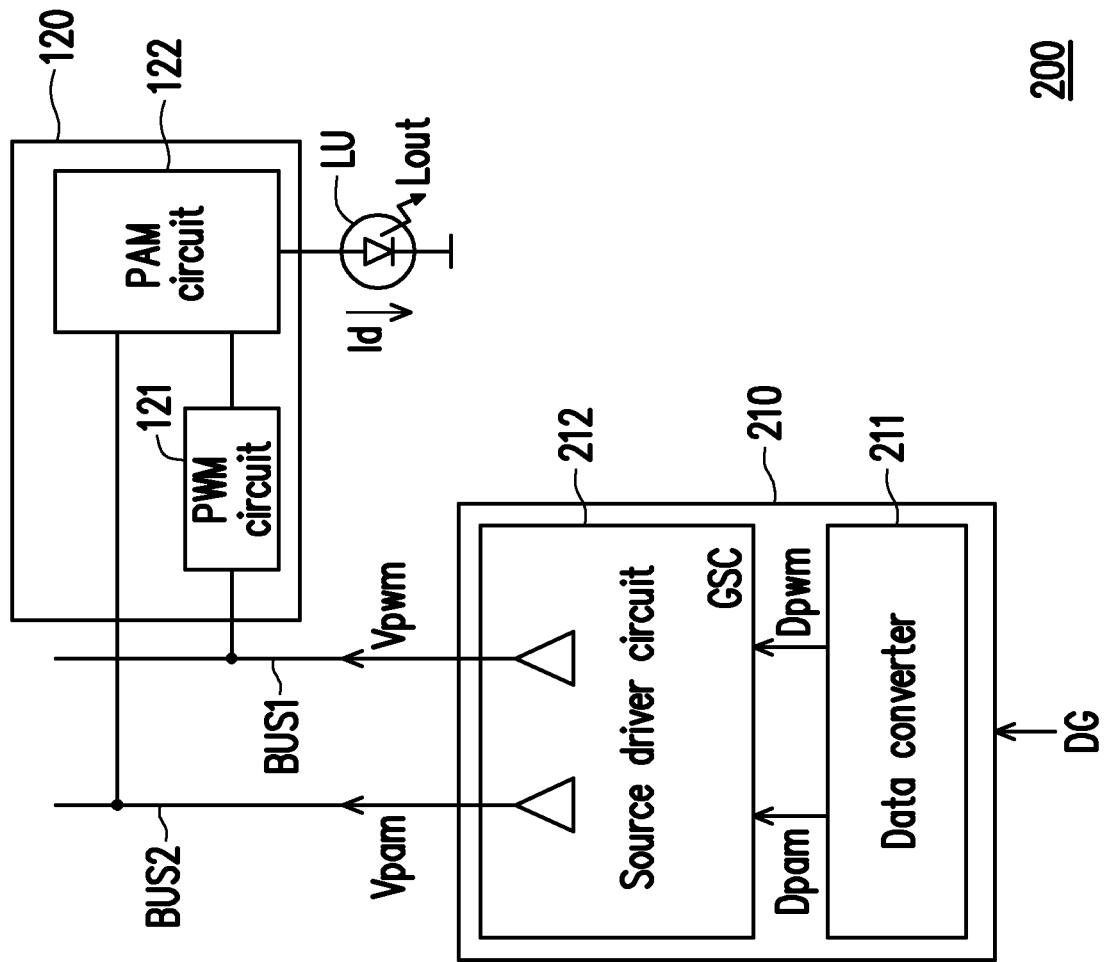 120
122
PAM
circuit
121
PWM
circuit
LU
Lout
Id
BUS2
BUS1
Vpam
Vpwm
212
Source driver circuit
GSC
210
Dpam
Dpwm
211
Data converter
DG
200